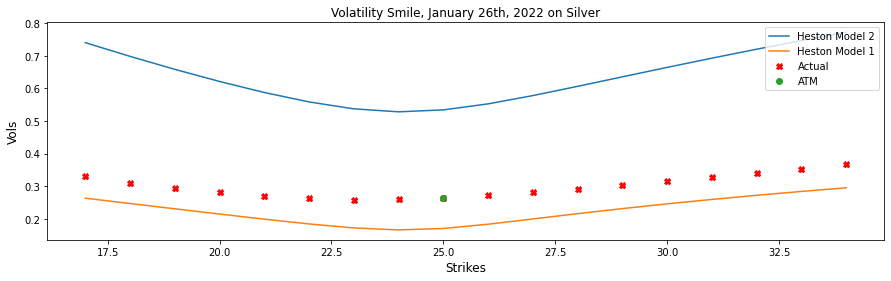 Volatility Smile, January 26th, 2022 on Silver
0.8
0.7
0.6
0.5
0.4
0.3
0.2
Vols
Heston Model 2
Heston Model 1
Actual
ATM
17.5 20.0 22.5 25.0 27.5 30.0 32.5
Strikes